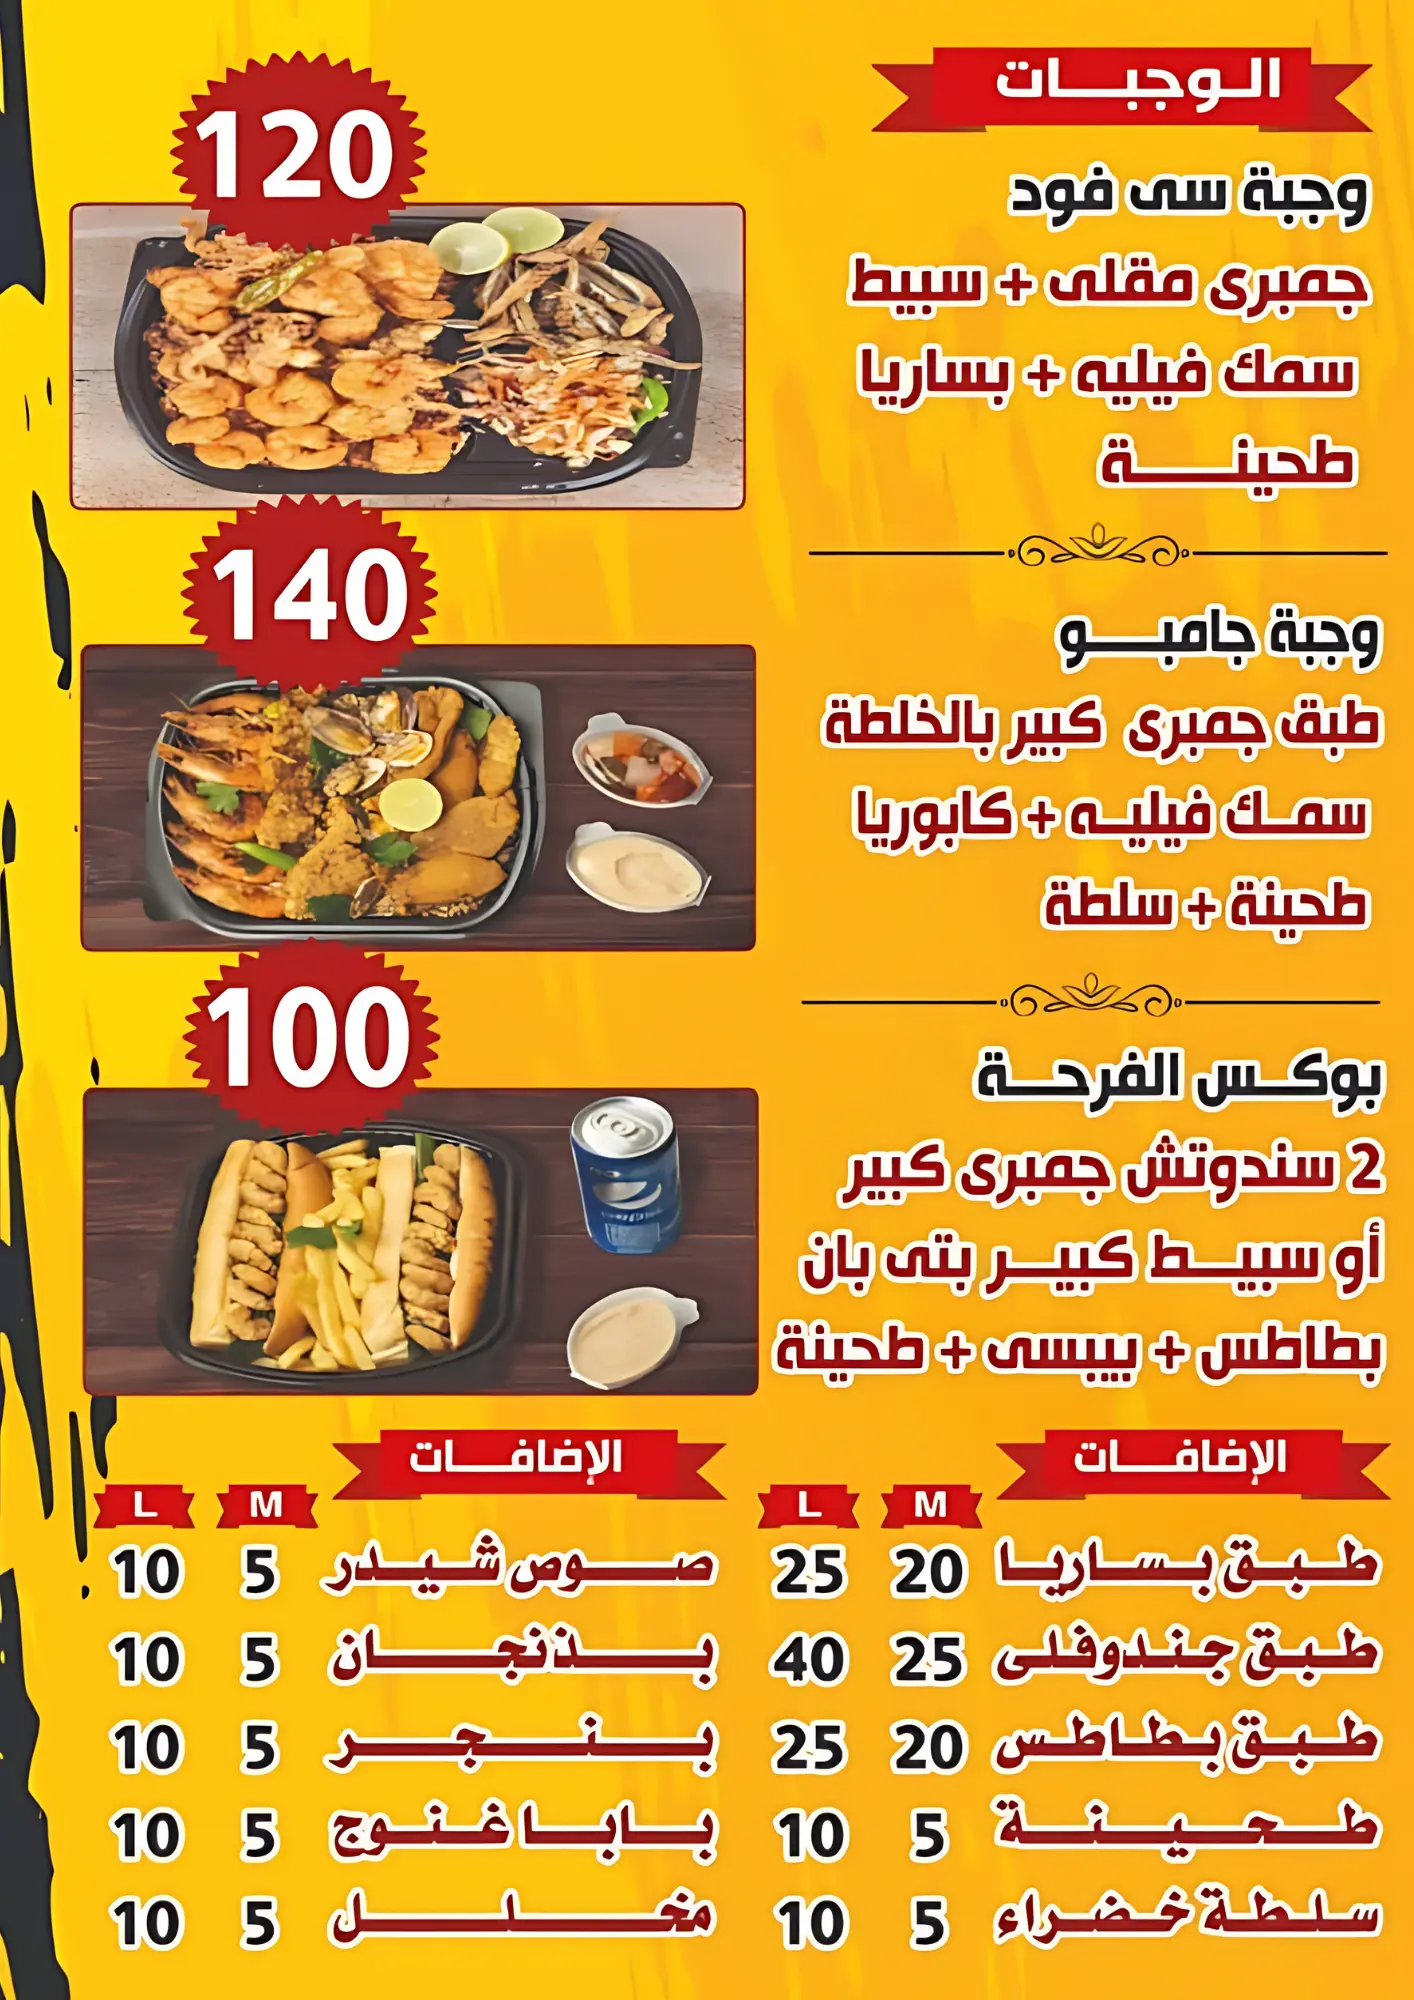 الوجبات
120
وجبة سى فود
جمبرى مقلى + سبيط
سمك فيليه + بساريا
طحينة
140
وجبة جامبو
طبق جمبرى كبير بالخلطة
سمك فيليه + كابوريا
طحينة + سلطة
100
بوكس الفرحة
2 سندوتش جمبرى كبير
أو سبيط كبير بتى بان
بطاطس + بيبسى + طحينة
الإضافات M L
طبق بساريا 20 25
طبق جندوفلى 25 40
طبق بطاطس 20 25
طحينة 5 10
سلطة خضراء 5 10
الإضافات M L
صوص شيدر 5 10
بذنجان 5 10
بنجر 5 10
بابا غنوج 5 10
مخلل 5 10